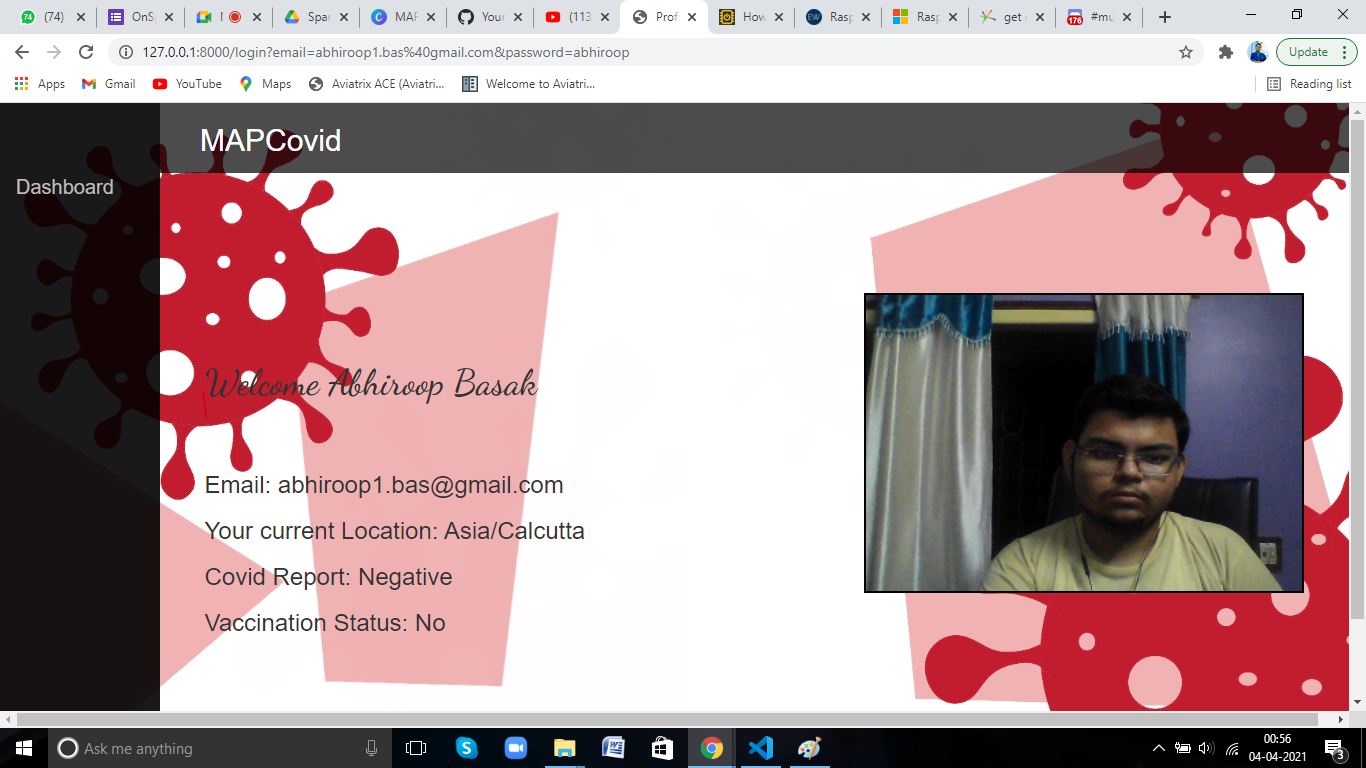 (74)
OnS
M
Spar
MAF
Your
(113
Prof
How
Rasp
Rasp
get
#mu
127.0.0.1:8000/login?email=abhiroop1.bas%40gmail.com&password=abhiroop
Update
Apps
Gmail
YouTube
Maps
Aviatrix ACE (Aviatri...
Welcome to Aviatri...
Reading list
MAPCovid
Dashboard
Welcome Abhiroop Basak
Email: abhiroop1.bas@gmail.com
Your current Location: Asia/Calcutta
Covid Report: Negative
Vaccination Status: No
Ask me anything
00:56
04-04-2021
3